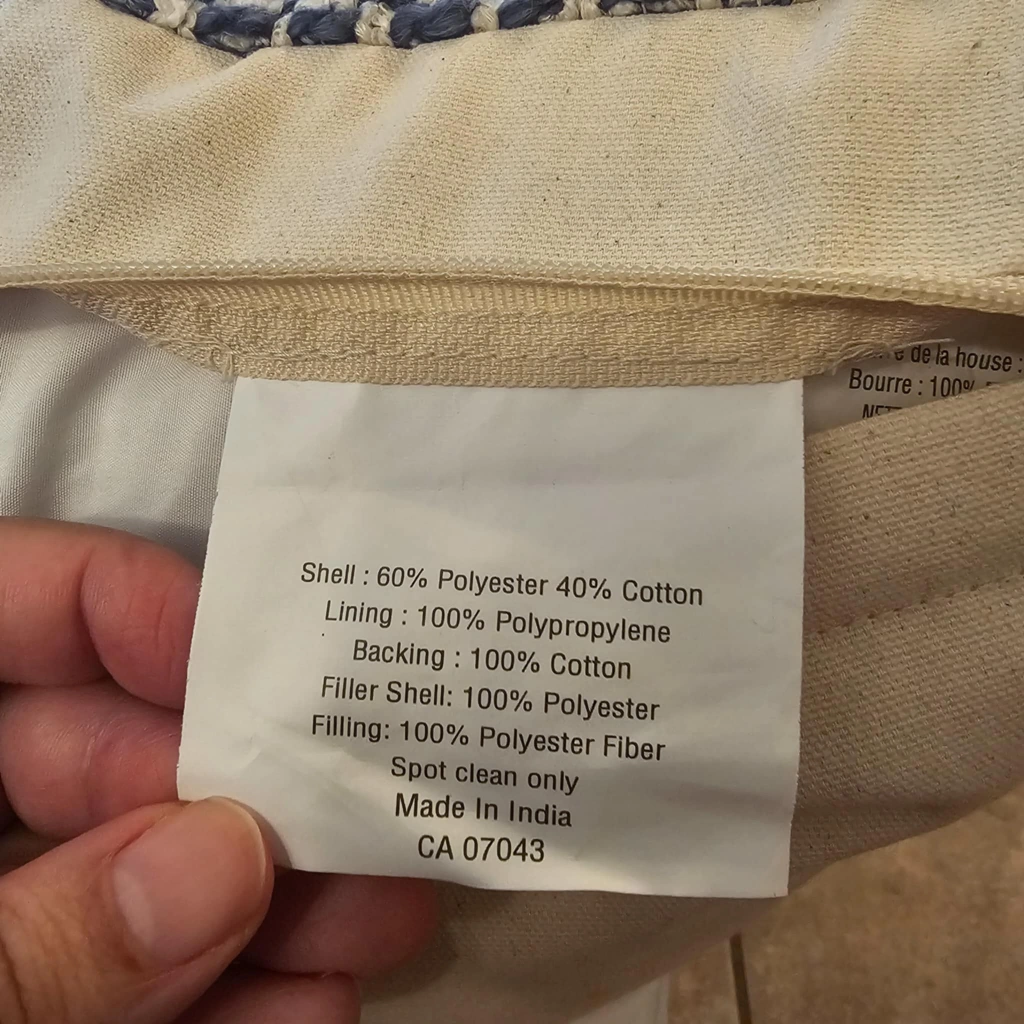 de la house :
Bourre : 100%
Shell : 60% Polyester 40% Cotton
Lining : 100% Polypropylene
Backing : 100% Cotton
Filler Shell: 100% Polyester
Filling: 100% Polyester Fiber
Spot clean only
Made In India
CA 07043